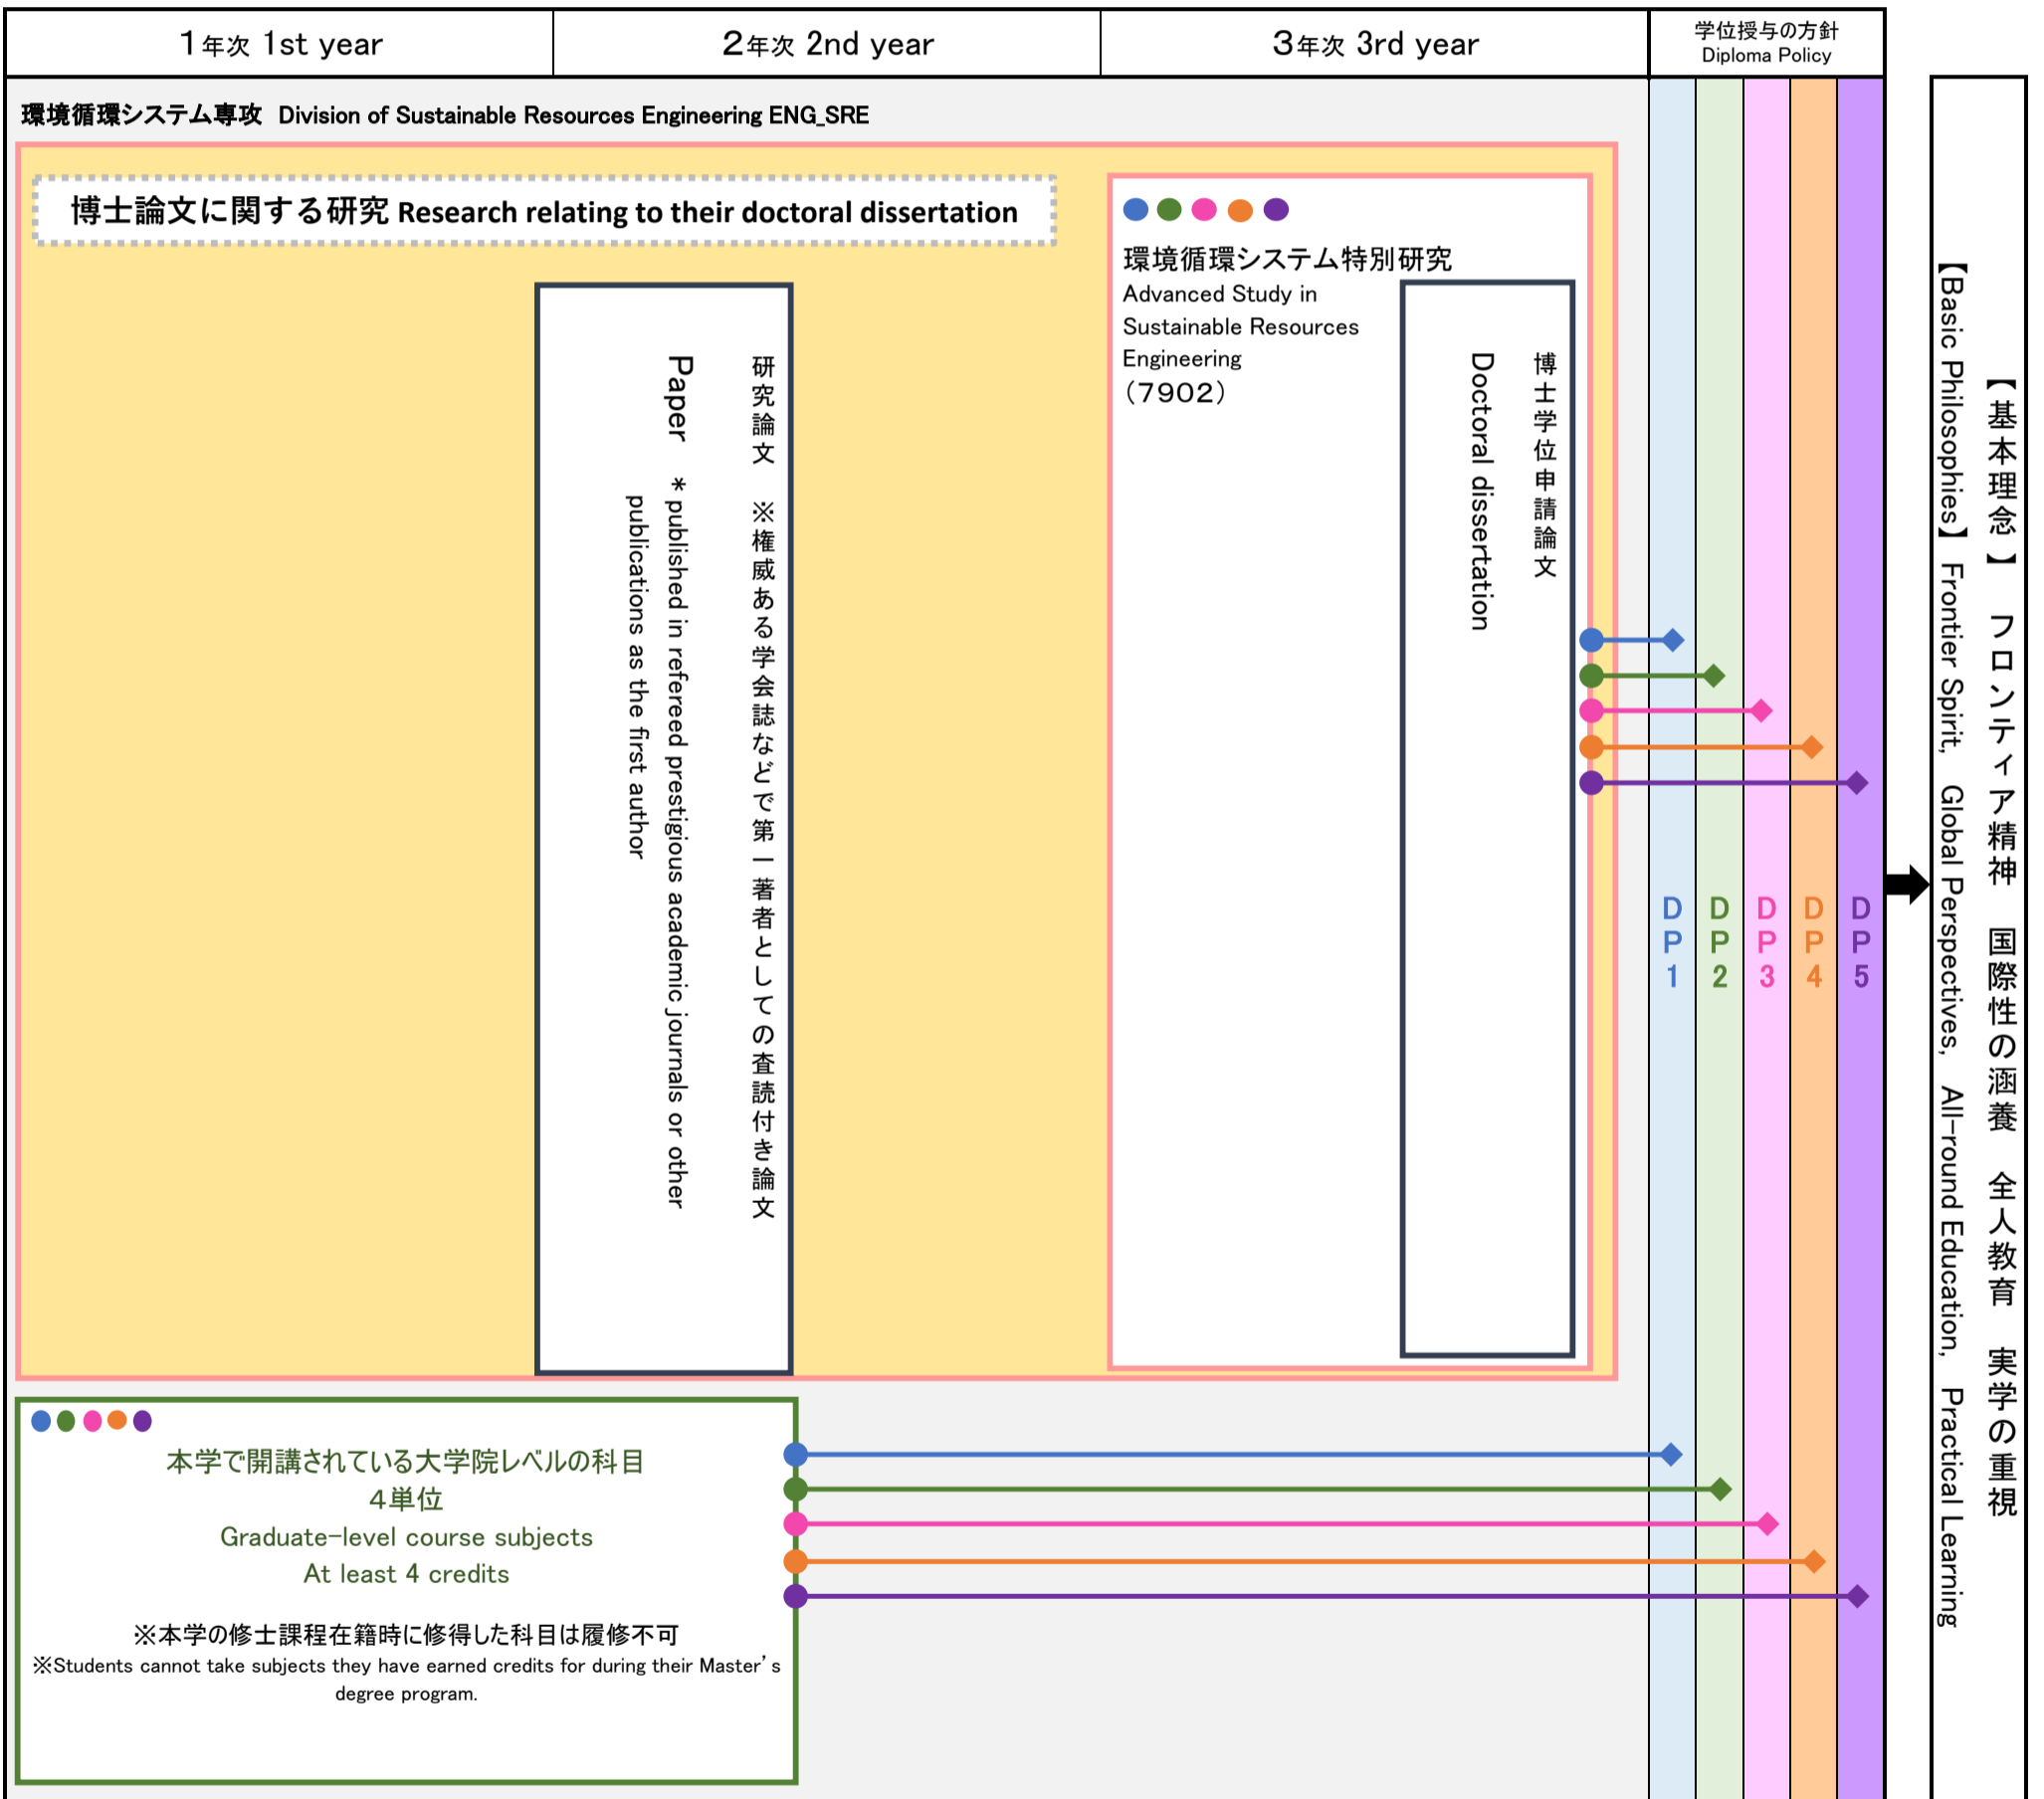 1年次 1st year
2年次 2nd year
3年次 3rd year
学位授与の方針
Diploma Policy
環境循環システム専攻 Division of Sustainable Resources Engineering ENG_SRE
博士論文に関する研究 Research relating to their doctoral dissertation
研究論文 ※権威ある学会誌などで第一著者としての査読付き論文
Paper *published in refereed prestigious academic journals or other
publications as the first author
環境循環システム特別研究
Advanced Study in
Sustainable Resources
Engineering
（7902）
博士学位申請論文
Doctoral dissertation
DP1
DP2
DP3
DP4
DP5
本学で開講されている大学院レベルの科目
4単位
Graduate-level course subjects
At least 4 credits
※本学の修士課程在籍時に修得した科目は履修不可
※Students cannot take subjects they have earned credits for during their Master's
degree program.
【基本理念】 フロンティア精神 国際性の涵養 全人教育 実学の重視
【Basic Philosophies】 Frontier Spirit, Global Perspectives, All-round Education, Practical Learning